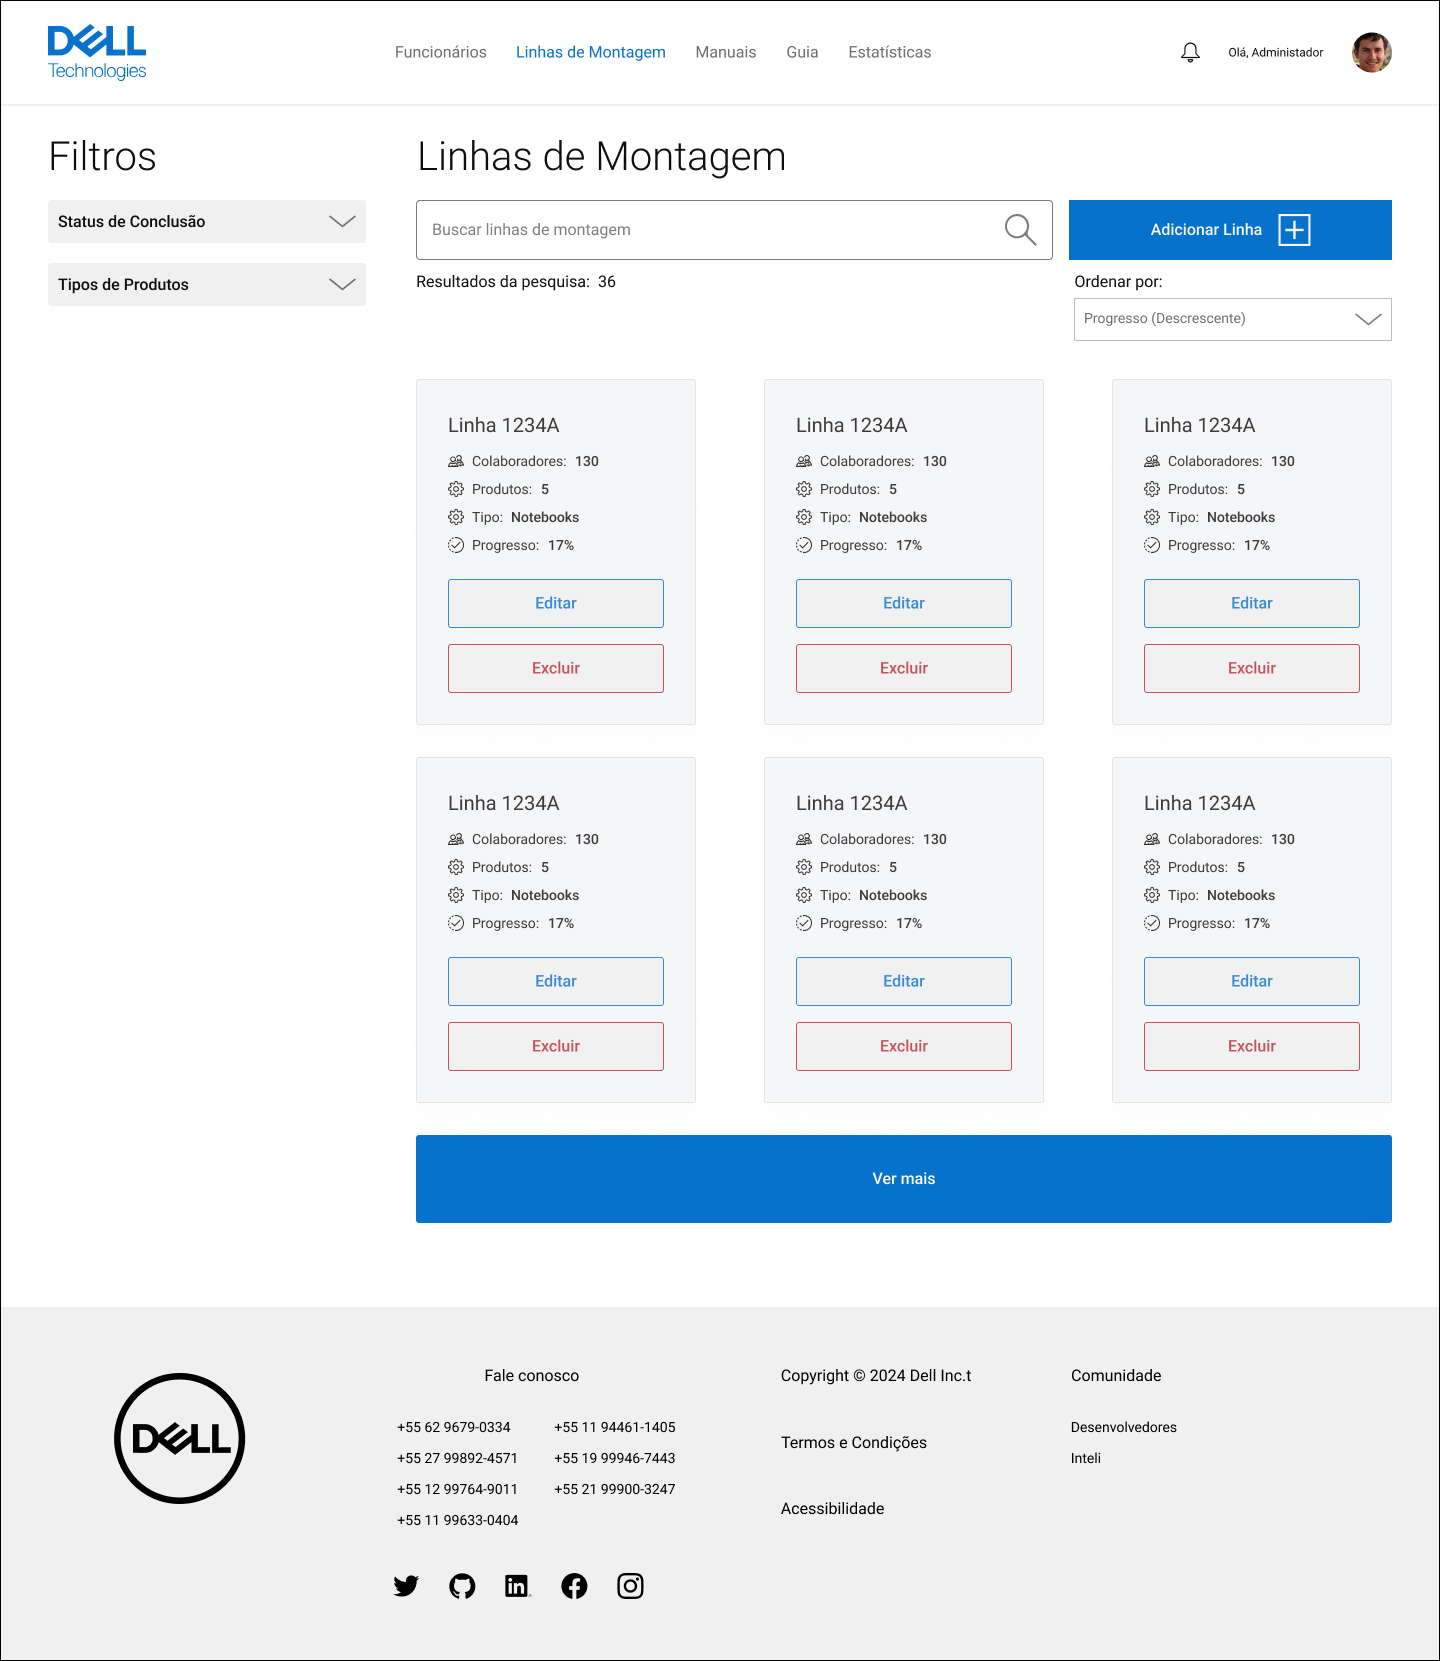 DELL
Technologies
Funcionários Linhas de Montagem Manuais Guia Estatísticas
Olá, Administador
Filtros
Status de Conclusão
Tipos de Produtos
Linhas de Montagem
Buscar linhas de montagem
Adicionar Linha
Resultados da pesquisa: 36
Ordenar por:
Progresso (Descrescente)
Linha 1234A
Colaboradores: 130
Produtos: 5
Tipo: Notebooks
Progresso: 17%
Editar
Excluir
Linha 1234A
Colaboradores: 130
Produtos: 5
Tipo: Notebooks
Progresso: 17%
Editar
Excluir
Linha 1234A
Colaboradores: 130
Produtos: 5
Tipo: Notebooks
Progresso: 17%
Editar
Excluir
Linha 1234A
Colaboradores: 130
Produtos: 5
Tipo: Notebooks
Progresso: 17%
Editar
Excluir
Linha 1234A
Colaboradores: 130
Produtos: 5
Tipo: Notebooks
Progresso: 17%
Editar
Excluir
Linha 1234A
Colaboradores: 130
Produtos: 5
Tipo: Notebooks
Progresso: 17%
Editar
Excluir
Ver mais
DELL
Fale conosco
+55 62 9679-0334
+55 27 99892-4571
+55 12 99764-9011
+55 11 99633-0404
+55 11 94461-1405
+55 19 99946-7443
+55 21 99900-3247
Copyright © 2024 Dell Inc.t
Termos e Condições
Acessibilidade
Comunidade
Desenvolvedores
Inteli
in